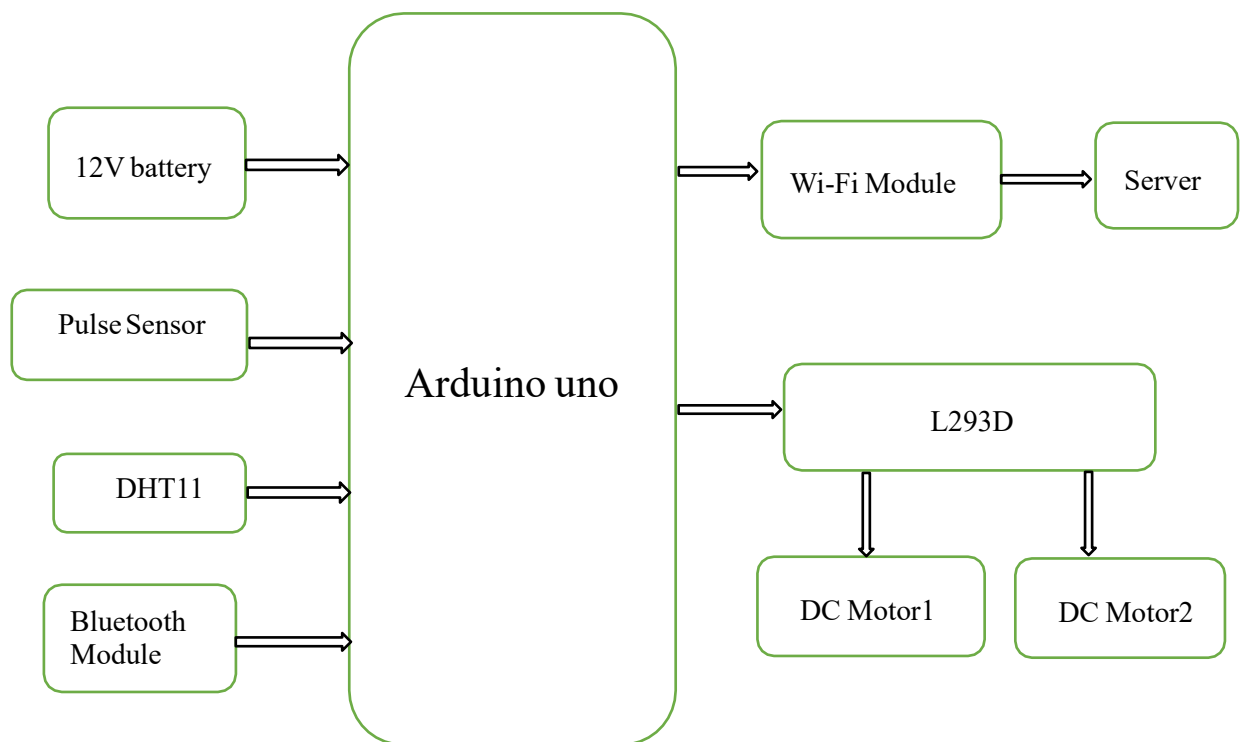 12V battery
Pulse Sensor
DHT11
Bluetooth
Module
Arduino uno
Wi-Fi Module
Server
L293D
DC Motor1
DC Motor2